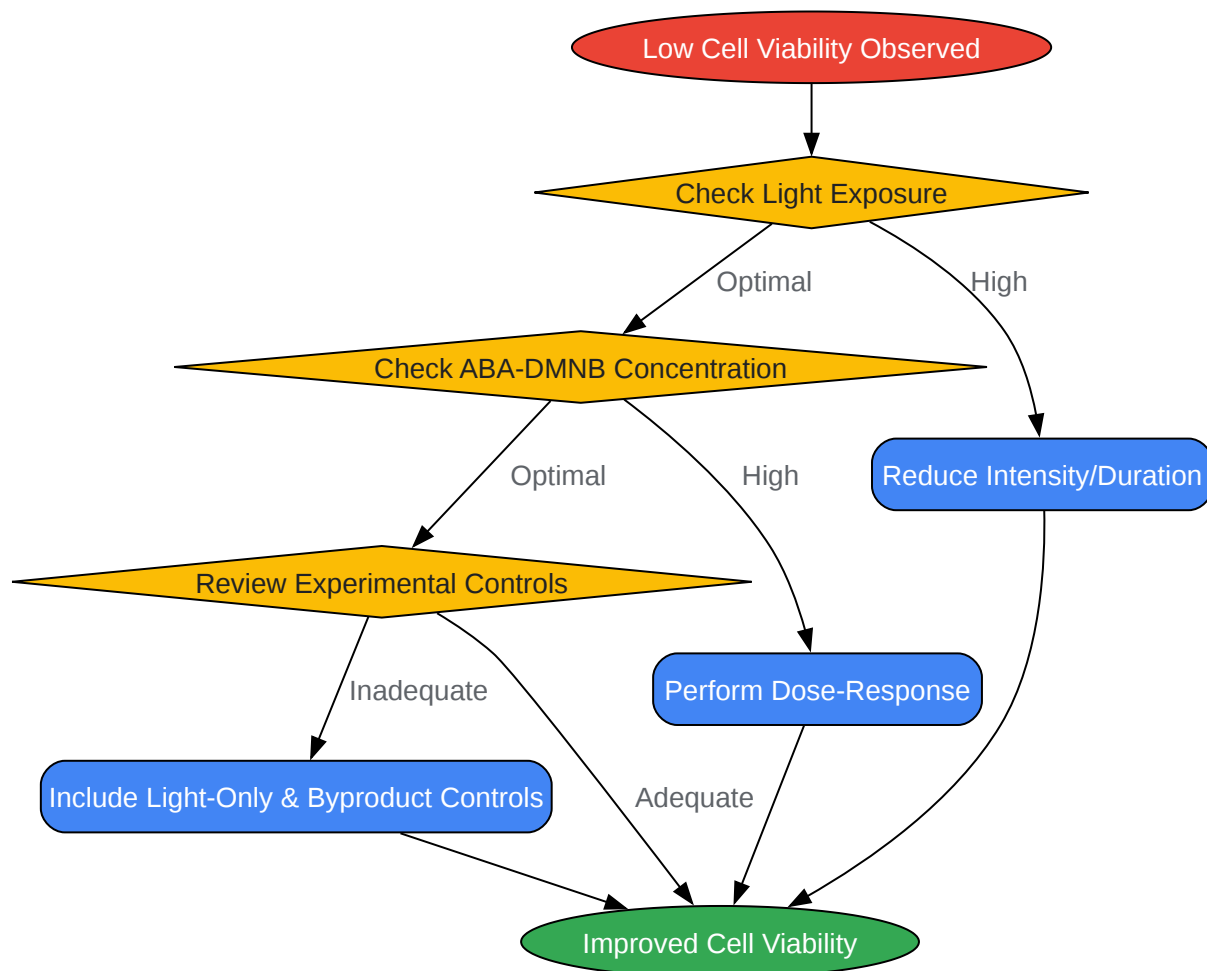 Low Cell Viability Observed
Check Light Exposure
Optimal
High
Check ABA-DMNB Concentration
Optimal
High
Reduce Intensity/Duration
Review Experimental Controls
Inadequate
Perform Dose-Response
Include Light-Only & Byproduct Controls
Adequate
Improved Cell Viability